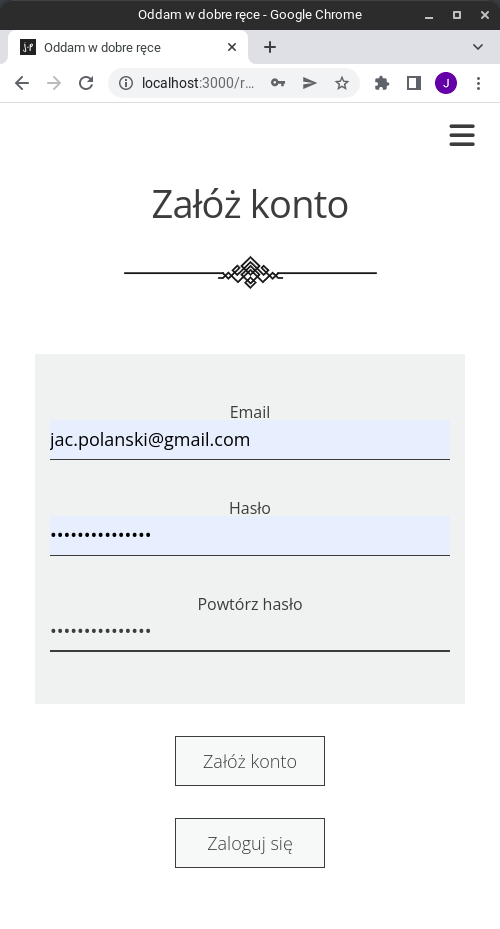 Oddam w dobre ręce - Google Chrome
Oddam w dobre ręce
localhost:3000/r...
J
Załóż konto
Email
jac.polanski@gmail.com
Hasło
•••••••••••••••
Powtórz hasło
•••••••••••••••
Załóż konto
Zaloguj się